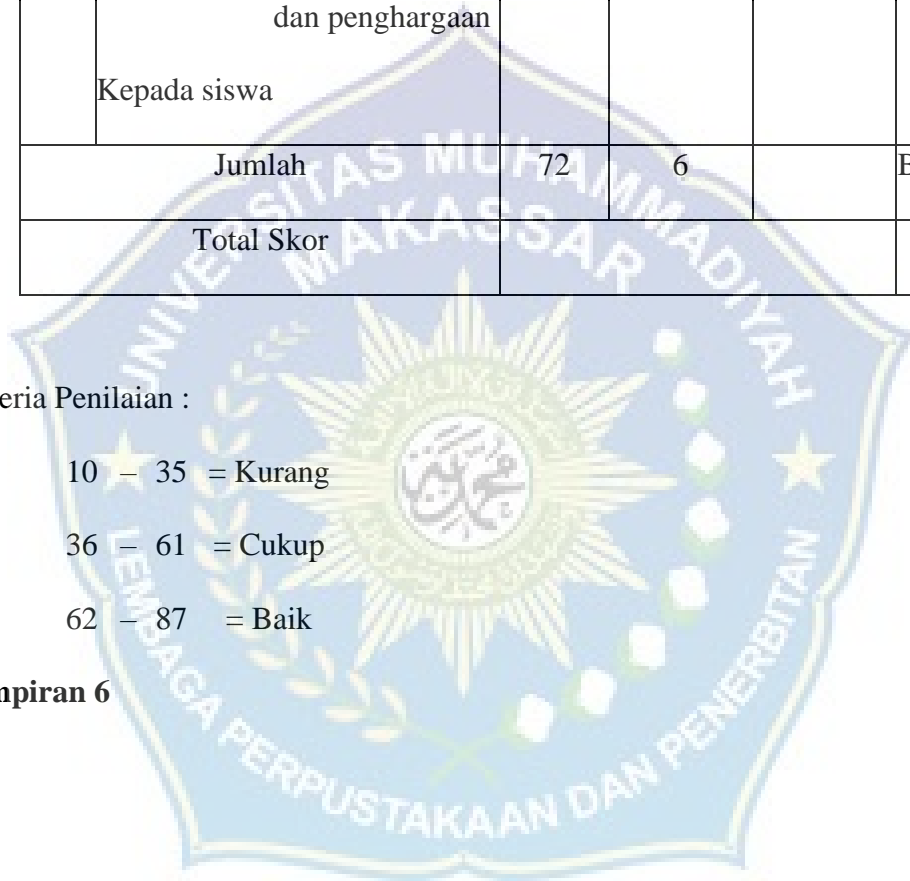 dan penghargaan
Kepada siswa
Jumlah 72 6 B
Total Skor
eria Penilaian :
10 – 35 = Kurang
36 – 61 = Cukup
62 – 87 = Baik
mpiran 6
UNIVERSITAS MUHAMMADIYAH
MAKASSAR
LEMBAGA PERPUSTAKAAN DAN PENERBITAN